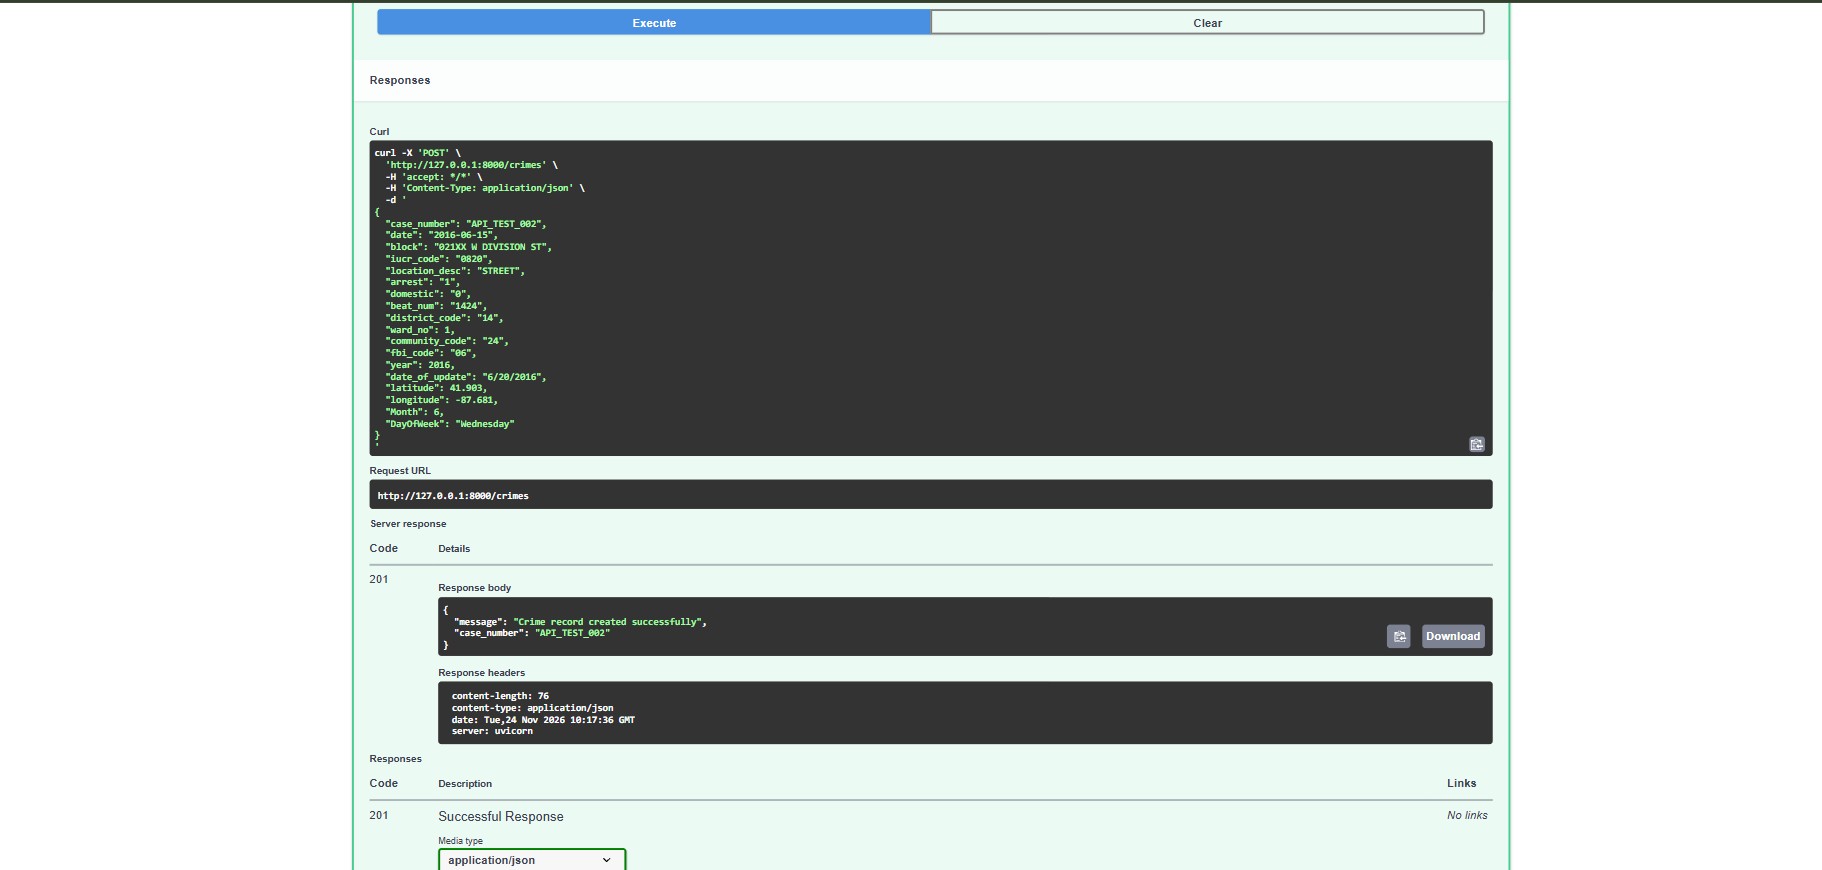 Execute
Clear
Responses
Curl
curl -X 'POST' \
  'http://127.0.0.1:8000/crimes' \
  -H 'accept: */*' \
  -H 'Content-Type: application/json' \
  -d '
{
  "case_number": "API_TEST_002",
  "date": "2016-06-15",
  "block": "021XX W DIVISION ST",
  "iucr_code": "0820",
  "location_desc": "STREET",
  "arrest": "1",
  "domestic": "0",
  "beat_num": "1424",
  "district_code": "14",
  "ward_no": 1,
  "community_code": "24",
  "fbi_code": "06",
  "year": 2016,
  "date_of_update": "6/20/2016",
  "latitude": 41.903,
  "longitude": -87.681,
  "Month": 6,
  "DayOfWeek": "Wednesday"
}
'
Request URL
http://127.0.0.1:8000/crimes
Server response
Code Details
201
Response body
{
  "message": "Crime record created successfully",
  "case_number": "API_TEST_002"
}
Download
Response headers
content-length: 76
content-type: application/json
date: Tue,24 Nov 2026 10:17:36 GMT
server: uvicorn
Responses
Code Description Links
201 Successful Response No links
Media type
application/json